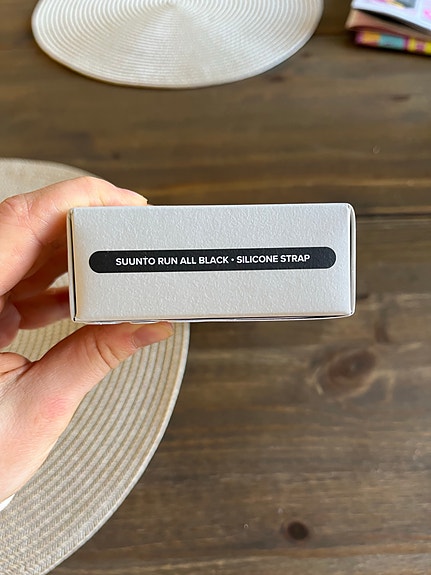 SUUNTO RUN ALL BLACK • SILICONE STRAP